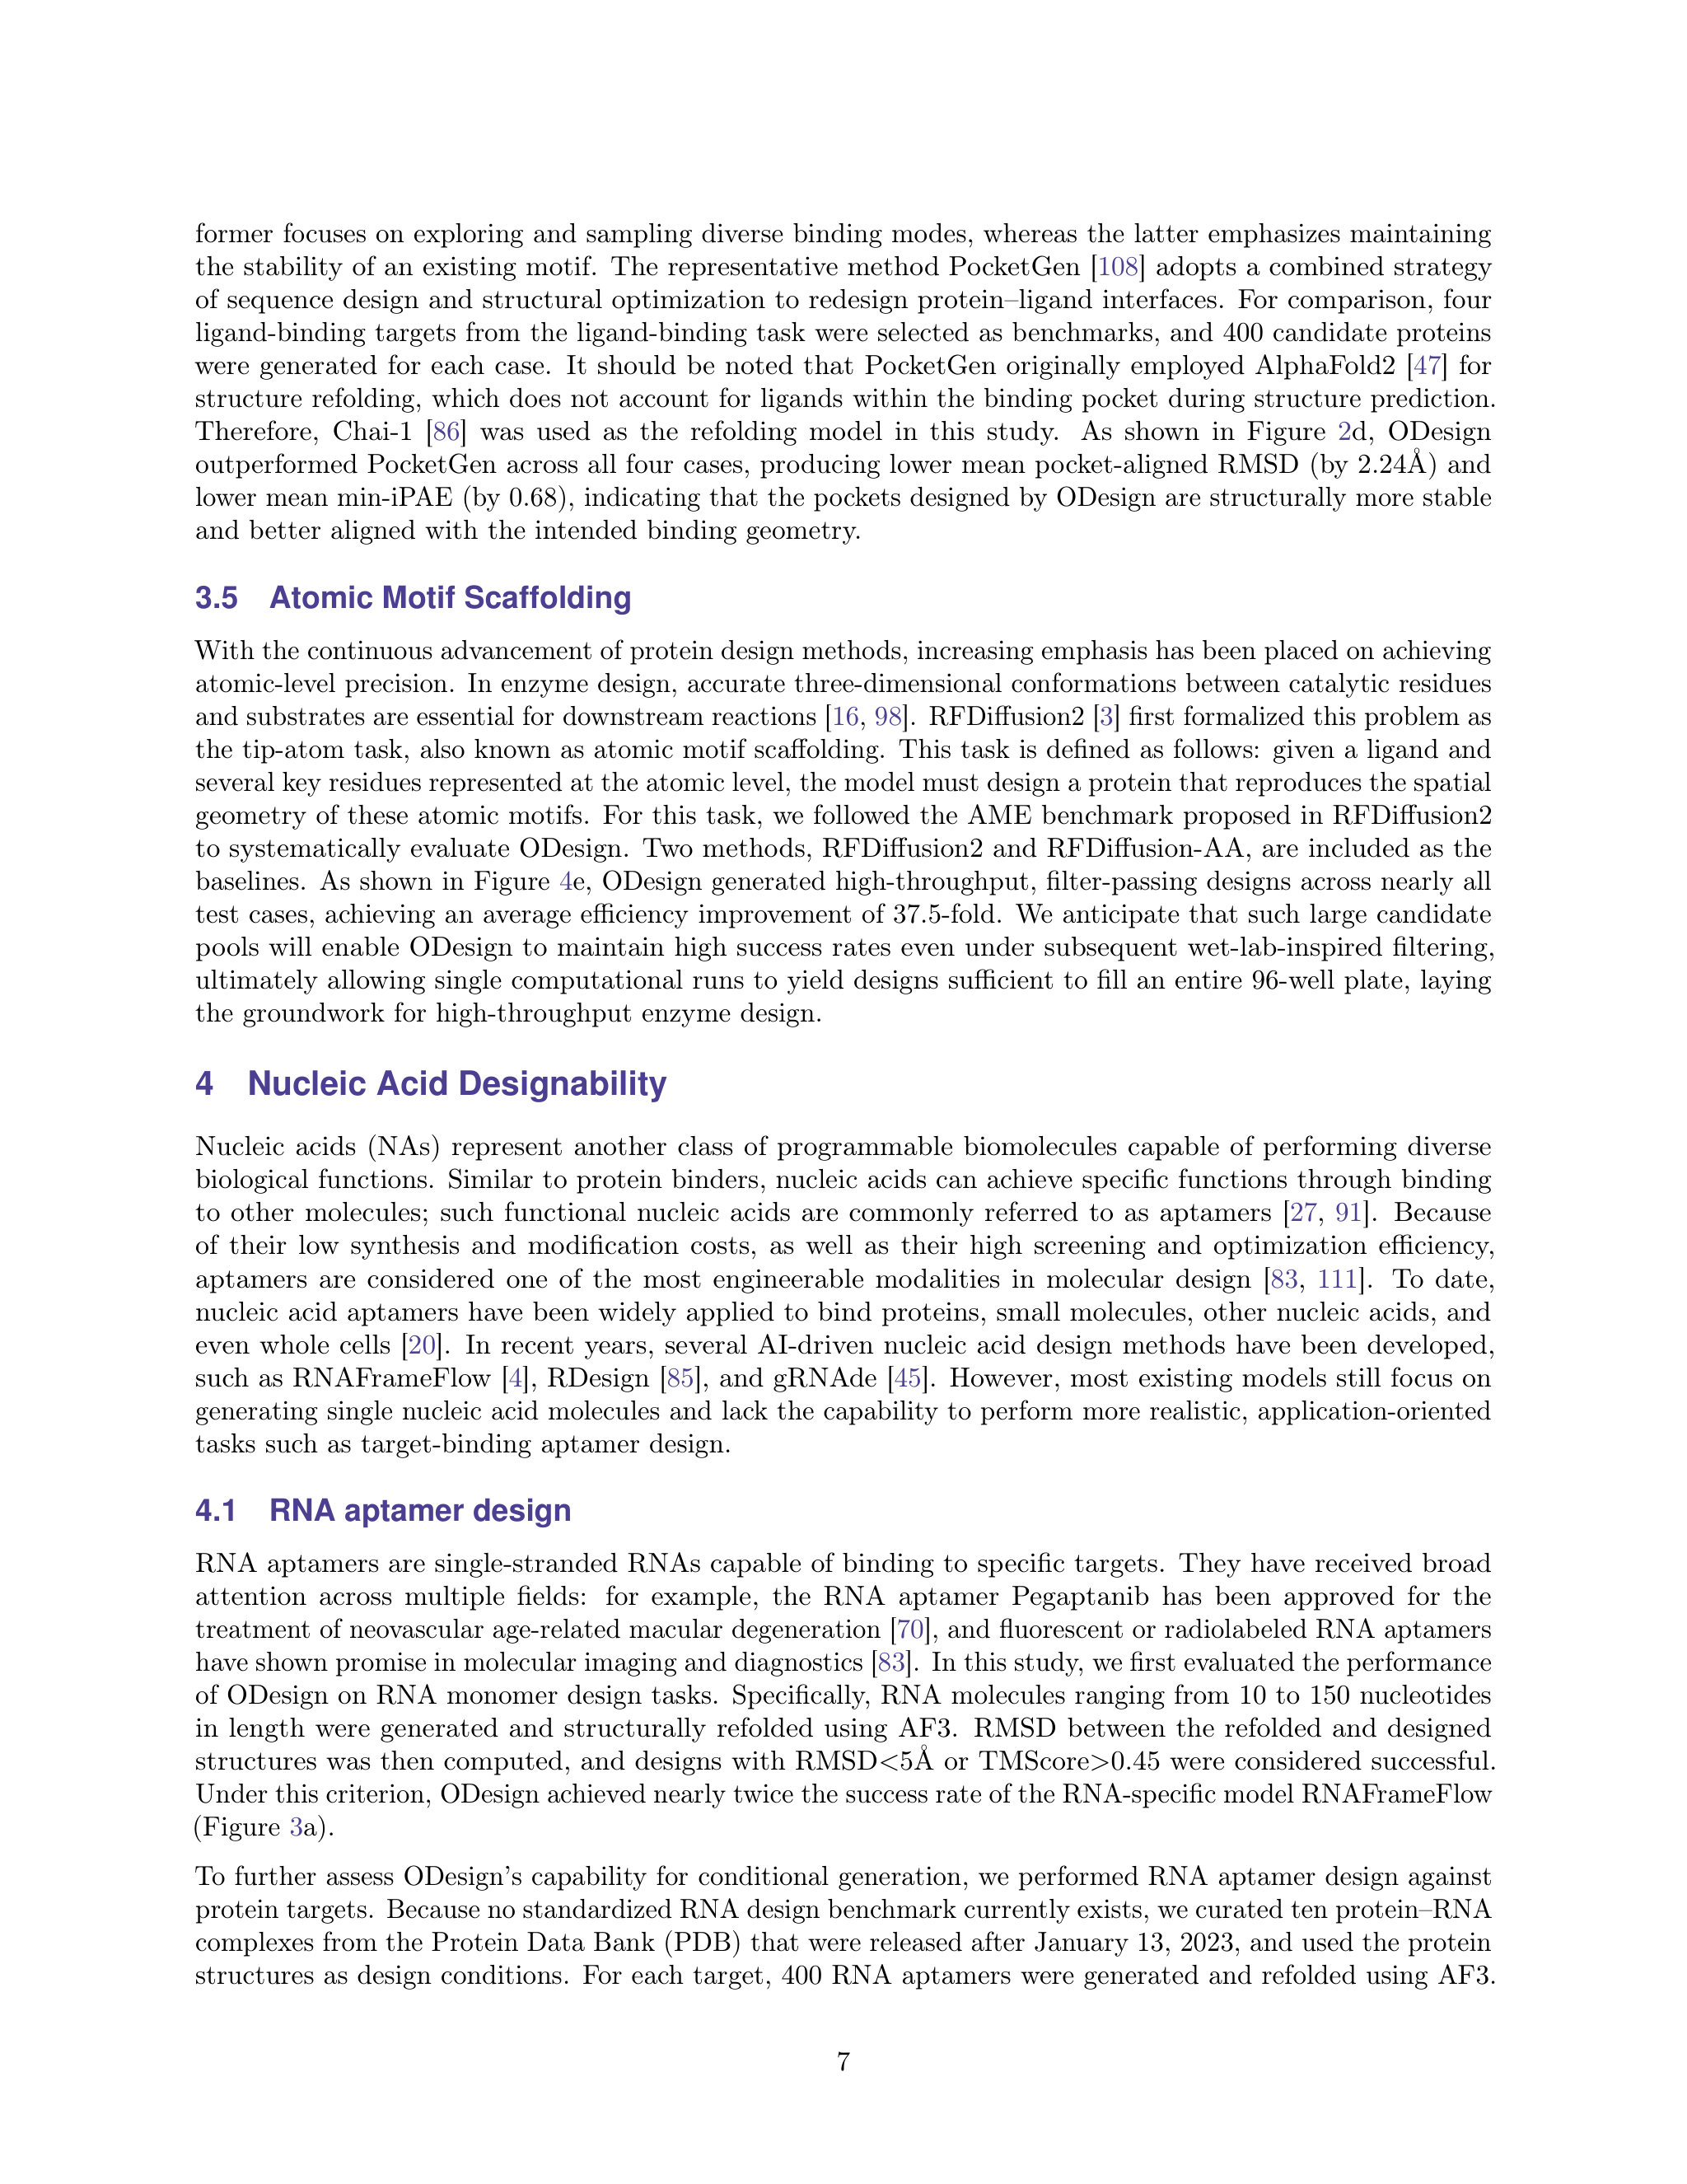 former focuses on exploring and sampling diverse binding modes, whereas the latter emphasizes maintaining
the stability of an existing motif. The representative method PocketGen [108] adopts a combined strategy
of sequence design and structural optimization to redesign protein–ligand interfaces. For comparison, four
ligand-binding targets from the ligand-binding task were selected as benchmarks, and 400 candidate proteins
were generated for each case. It should be noted that PocketGen originally employed AlphaFold2 [47] for
structure refolding, which does not account for ligands within the binding pocket during structure prediction.
Therefore, Chai-1 [86] was used as the refolding model in this study. As shown in Figure 2d, ODesign
outperformed PocketGen across all four cases, producing lower mean pocket-aligned RMSD (by 2.24Å) and
lower mean min-iPAE (by 0.68), indicating that the pockets designed by ODesign are structurally more stable
and better aligned with the intended binding geometry.
3.5 Atomic Motif Scaffolding
With the continuous advancement of protein design methods, increasing emphasis has been placed on achieving
atomic-level precision. In enzyme design, accurate three-dimensional conformations between catalytic residues
and substrates are essential for downstream reactions [16, 98]. RFDiffusion2 [3] first formalized this problem as
the tip-atom task, also known as atomic motif scaffolding. This task is defined as follows: given a ligand and
several key residues represented at the atomic level, the model must design a protein that reproduces the spatial
geometry of these atomic motifs. For this task, we followed the AME benchmark proposed in RFDiffusion2
to systematically evaluate ODesign. Two methods, RFDiffusion2 and RFDiffusion-AA, are included as the
baselines. As shown in Figure 4e, ODesign generated high-throughput, filter-passing designs across nearly all
test cases, achieving an average efficiency improvement of 37.5-fold. We anticipate that such large candidate
pools will enable ODesign to maintain high success rates even under subsequent wet-lab-inspired filtering,
ultimately allowing single computational runs to yield designs sufficient to fill an entire 96-well plate, laying
the groundwork for high-throughput enzyme design.
4 Nucleic Acid Designability
Nucleic acids (NAs) represent another class of programmable biomolecules capable of performing diverse
biological functions. Similar to protein binders, nucleic acids can achieve specific functions through binding
to other molecules; such functional nucleic acids are commonly referred to as aptamers [27, 91]. Because
of their low synthesis and modification costs, as well as their high screening and optimization efficiency,
aptamers are considered one of the most engineerable modalities in molecular design [83, 111]. To date,
nucleic acid aptamers have been widely applied to bind proteins, small molecules, other nucleic acids, and
even whole cells [20]. In recent years, several AI-driven nucleic acid design methods have been developed,
such as RNAFrameFlow [4], RDesign [85], and gRNAde [45]. However, most existing models still focus on
generating single nucleic acid molecules and lack the capability to perform more realistic, application-oriented
tasks such as target-binding aptamer design.
4.1 RNA aptamer design
RNA aptamers are single-stranded RNAs capable of binding to specific targets. They have received broad
attention across multiple fields: for example, the RNA aptamer Pegaptanib has been approved for the
treatment of neovascular age-related macular degeneration [70], and fluorescent or radiolabeled RNA aptamers
have shown promise in molecular imaging and diagnostics [83]. In this study, we first evaluated the performance
of ODesign on RNA monomer design tasks. Specifically, RNA molecules ranging from 10 to 150 nucleotides
in length were generated and structurally refolded using AF3. RMSD between the refolded and designed
structures was then computed, and designs with RMSD<5Å or TMScore>0.45 were considered successful.
Under this criterion, ODesign achieved nearly twice the success rate of the RNA-specific model RNAFrameFlow
(Figure 3a).
To further assess ODesign's capability for conditional generation, we performed RNA aptamer design against
protein targets. Because no standardized RNA design benchmark currently exists, we curated ten protein–RNA
complexes from the Protein Data Bank (PDB) that were released after January 13, 2023, and used the protein
structures as design conditions. For each target, 400 RNA aptamers were generated and refolded using AF3.
7